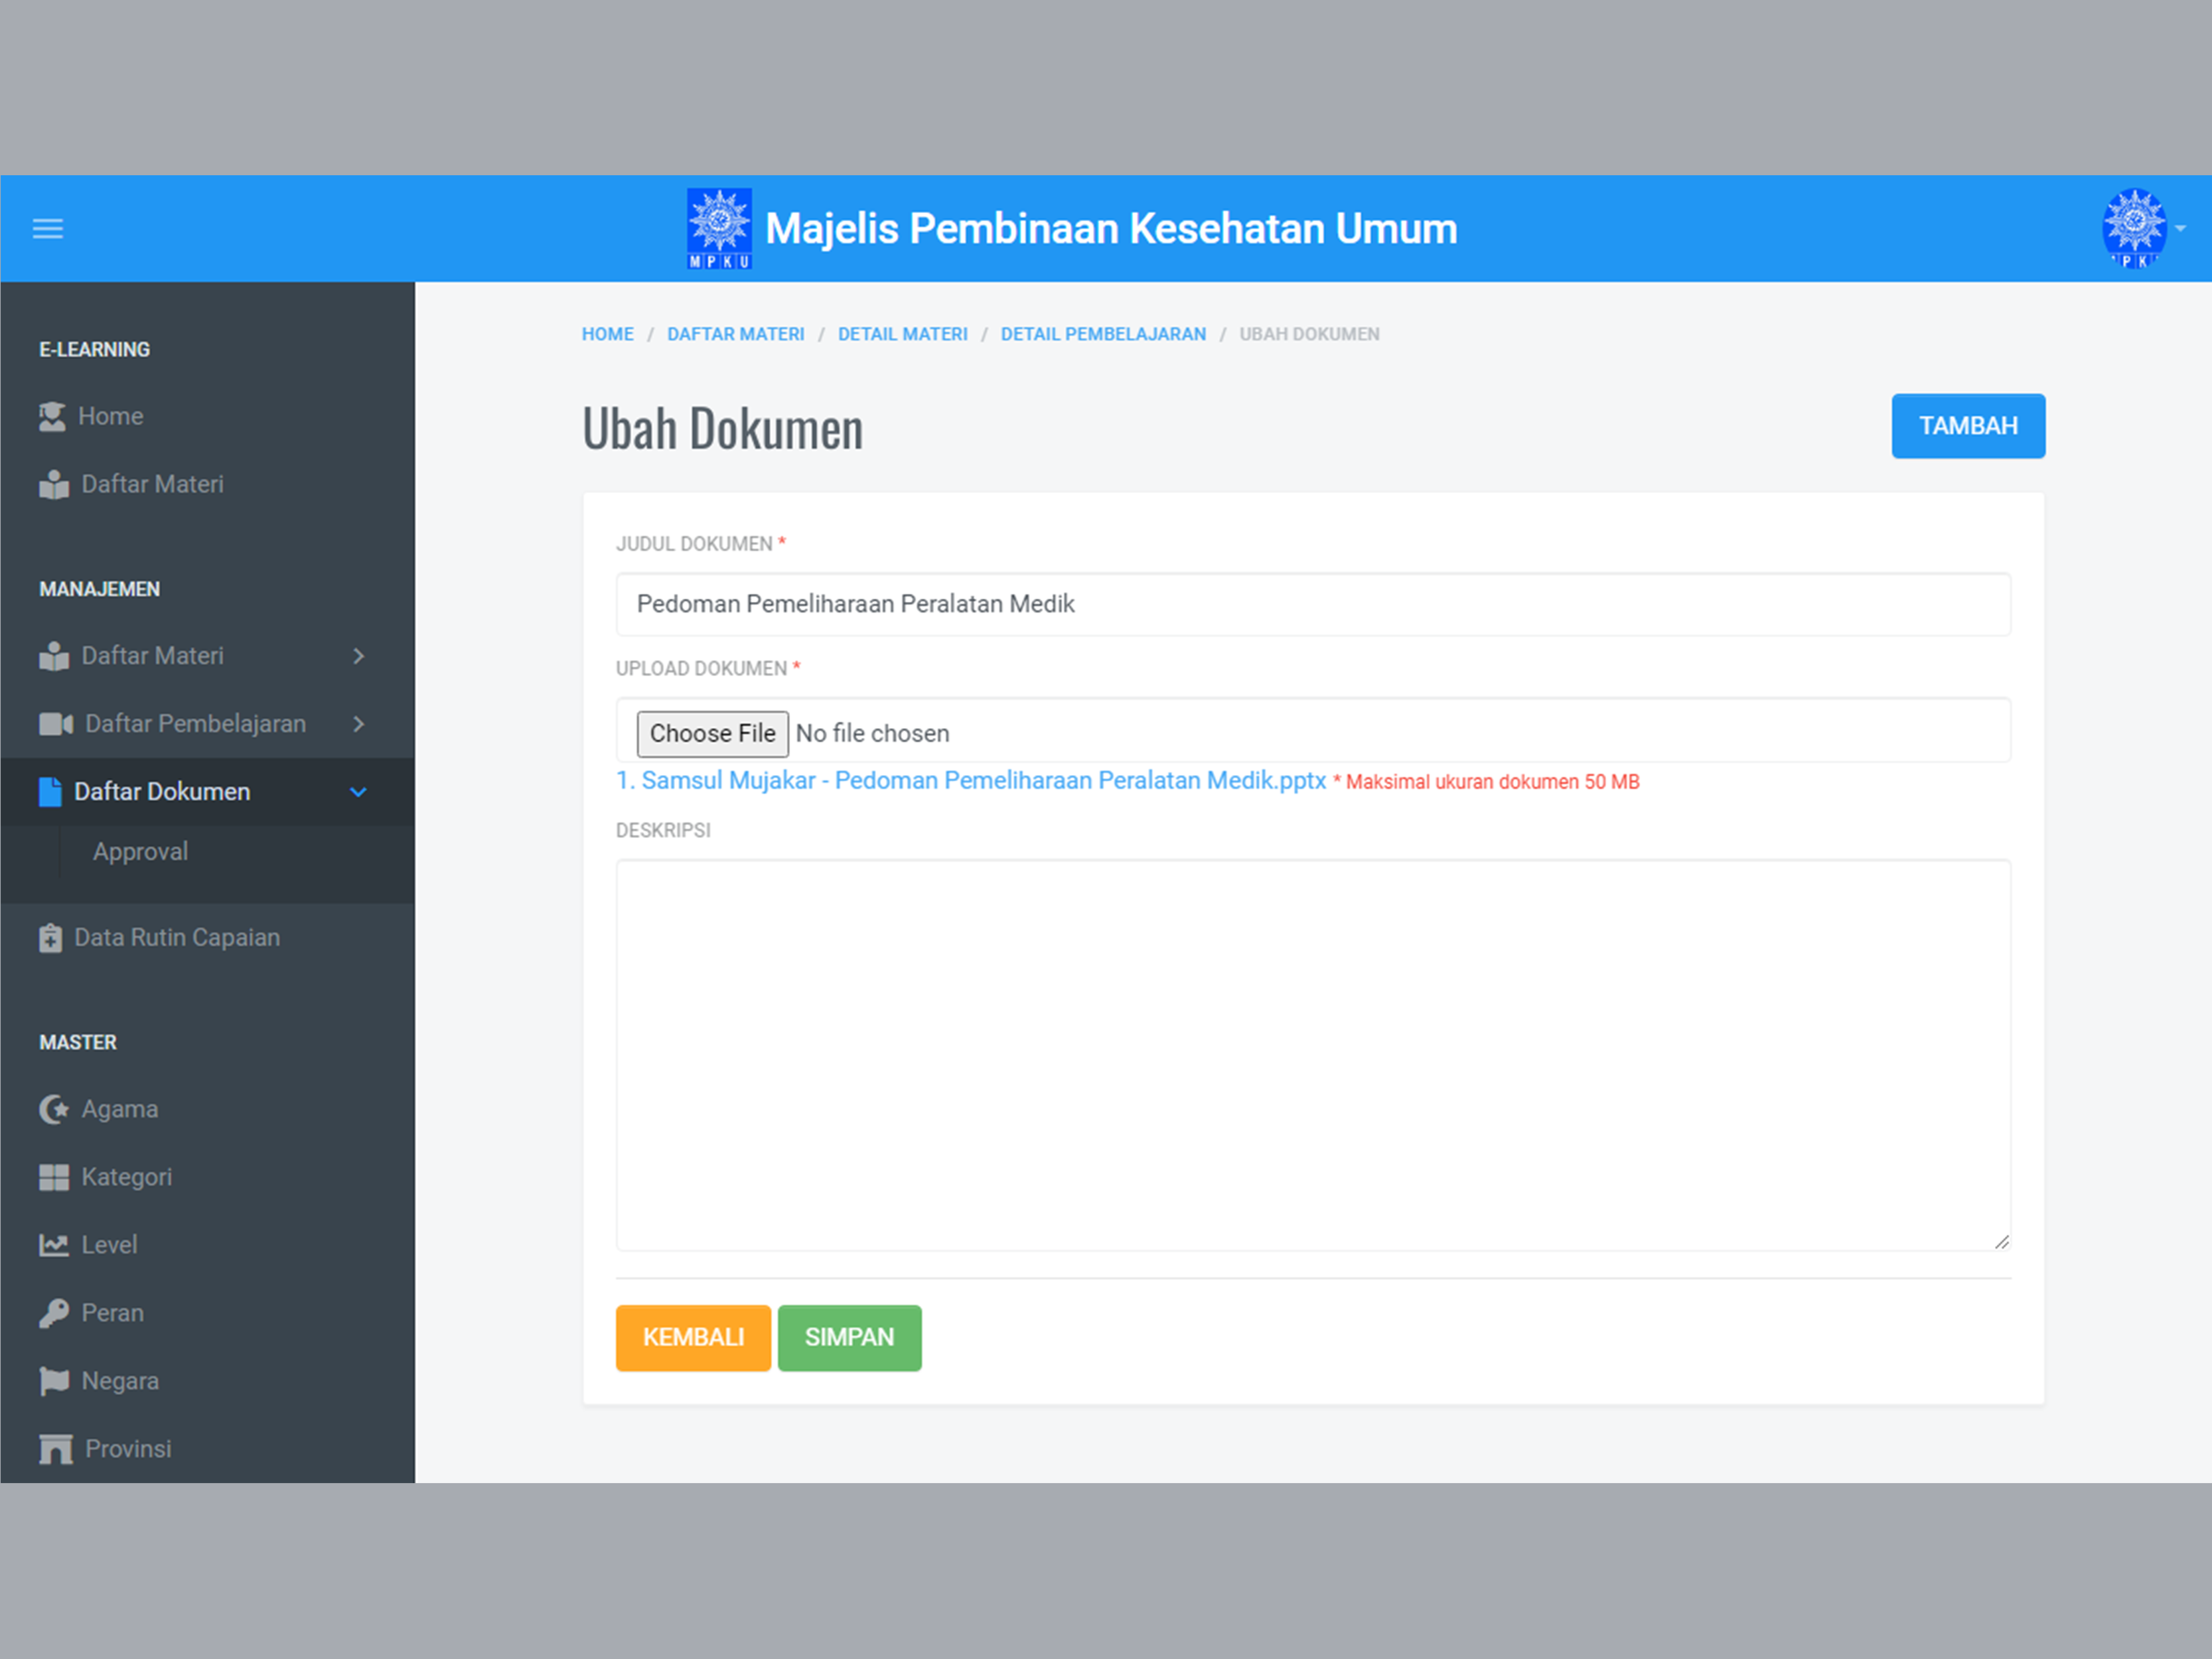 MPKU
Majelis Pembinaan Kesehatan Umum
PK
E-LEARNING
Home
Daftar Materi
MANAJEMEN
Daftar Materi
Daftar Pembelajaran
Daftar Dokumen
Approval
Data Rutin Capaian
MASTER
Agama
Kategori
Level
Peran
Negara
Provinsi
HOME / DAFTAR MATERI / DETAIL MATERI / DETAIL PEMBELAJARAN / UBAH DOKUMEN
Ubah Dokumen
TAMBAH
JUDUL DOKUMEN *
Pedoman Pemeliharaan Peralatan Medik
UPLOAD DOKUMEN *
Choose File No file chosen
1. Samsul Mujakar - Pedoman Pemeliharaan Peralatan Medik.pptx * Maksimal ukuran dokumen 50 MB
DESKRIPSI
KEMBALI SIMPAN